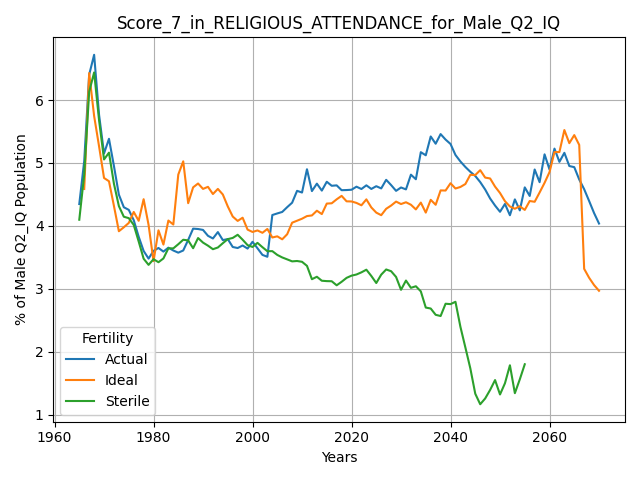 Score_7_in_RELIGIOUS_ATTENDANCE_for_Male_Q2_IQ
% of Male Q2_IQ Population
6
5
4
3
2
1
Fertility
Actual
Ideal
Sterile
1960 1980 2000 2020 2040 2060
Years